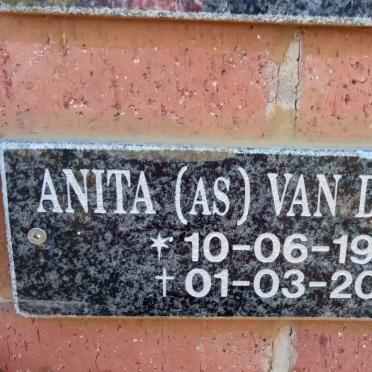 ANITA (AS) VAN D
* 10-06-19
† 01-03-20